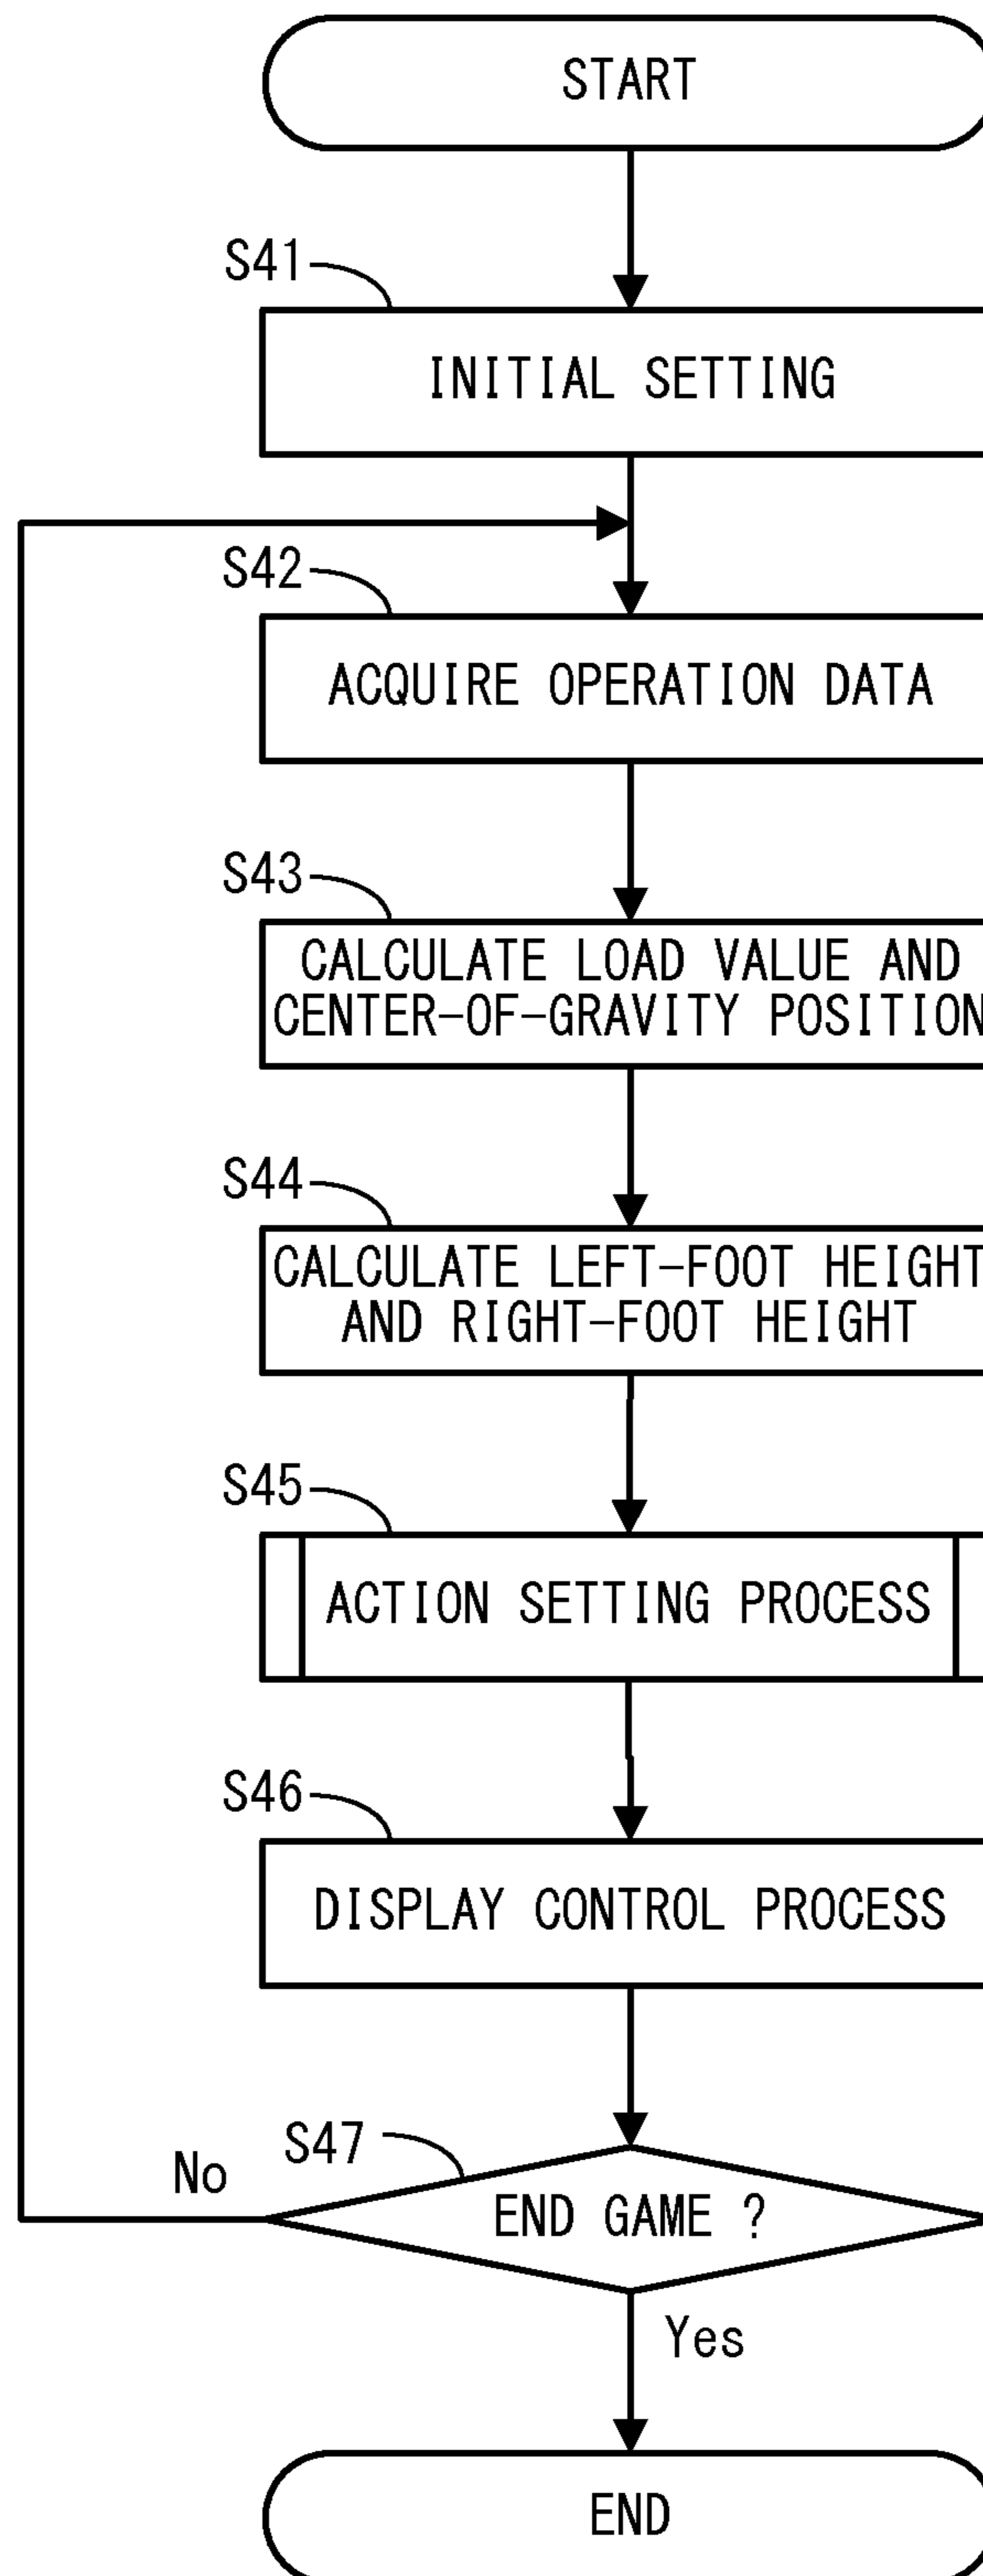 START
S41
INITIAL SETTING
S42
ACQUIRE OPERATION DATA
S43
CALCULATE LOAD VALUE AND
CENTER-OF-GRAVITY POSITION
S44
CALCULATE LEFT-FOOT HEIGHT
AND RIGHT-FOOT HEIGHT
S45
ACTION SETTING PROCESS
S46
DISPLAY CONTROL PROCESS
S47
No
END GAME ?
Yes
END